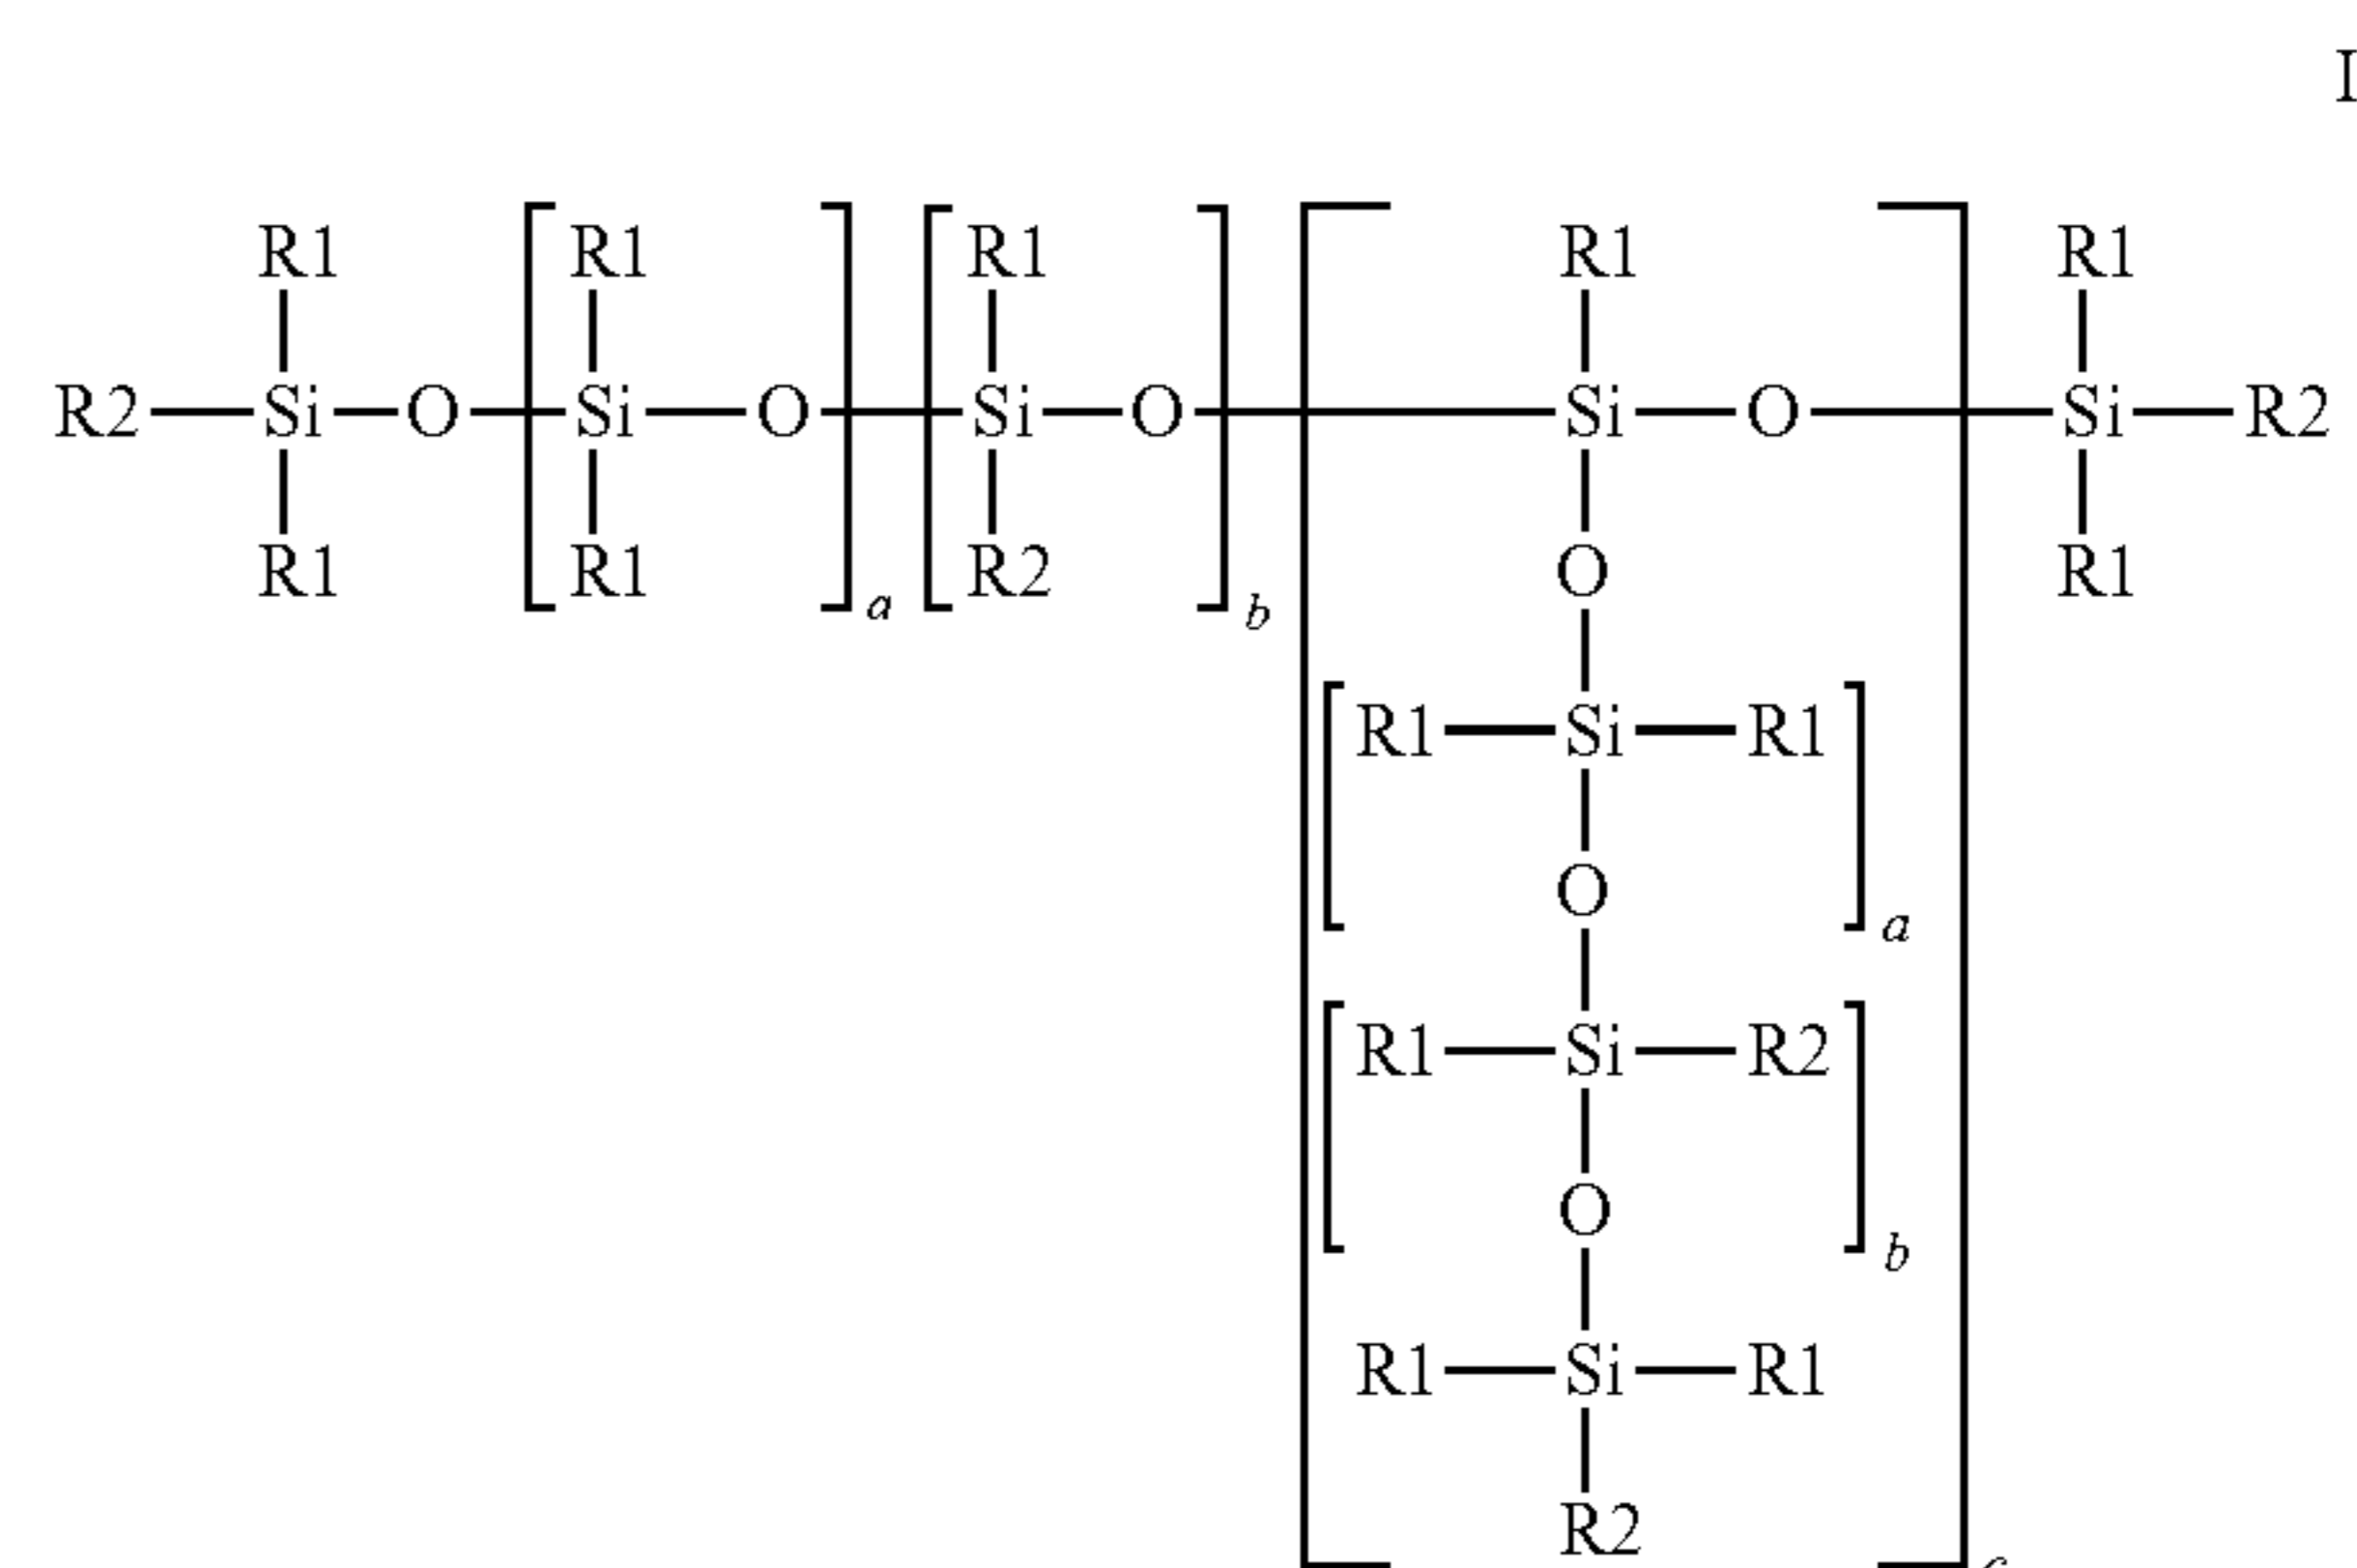 I
R1 R1 R1 R1 R1
R2 Si O Si O Si O Si O Si R2
R1 R1 R2 O R1
a b
R1 Si R1
O
a
R1 Si R2
O
b
R1 Si R1
R2